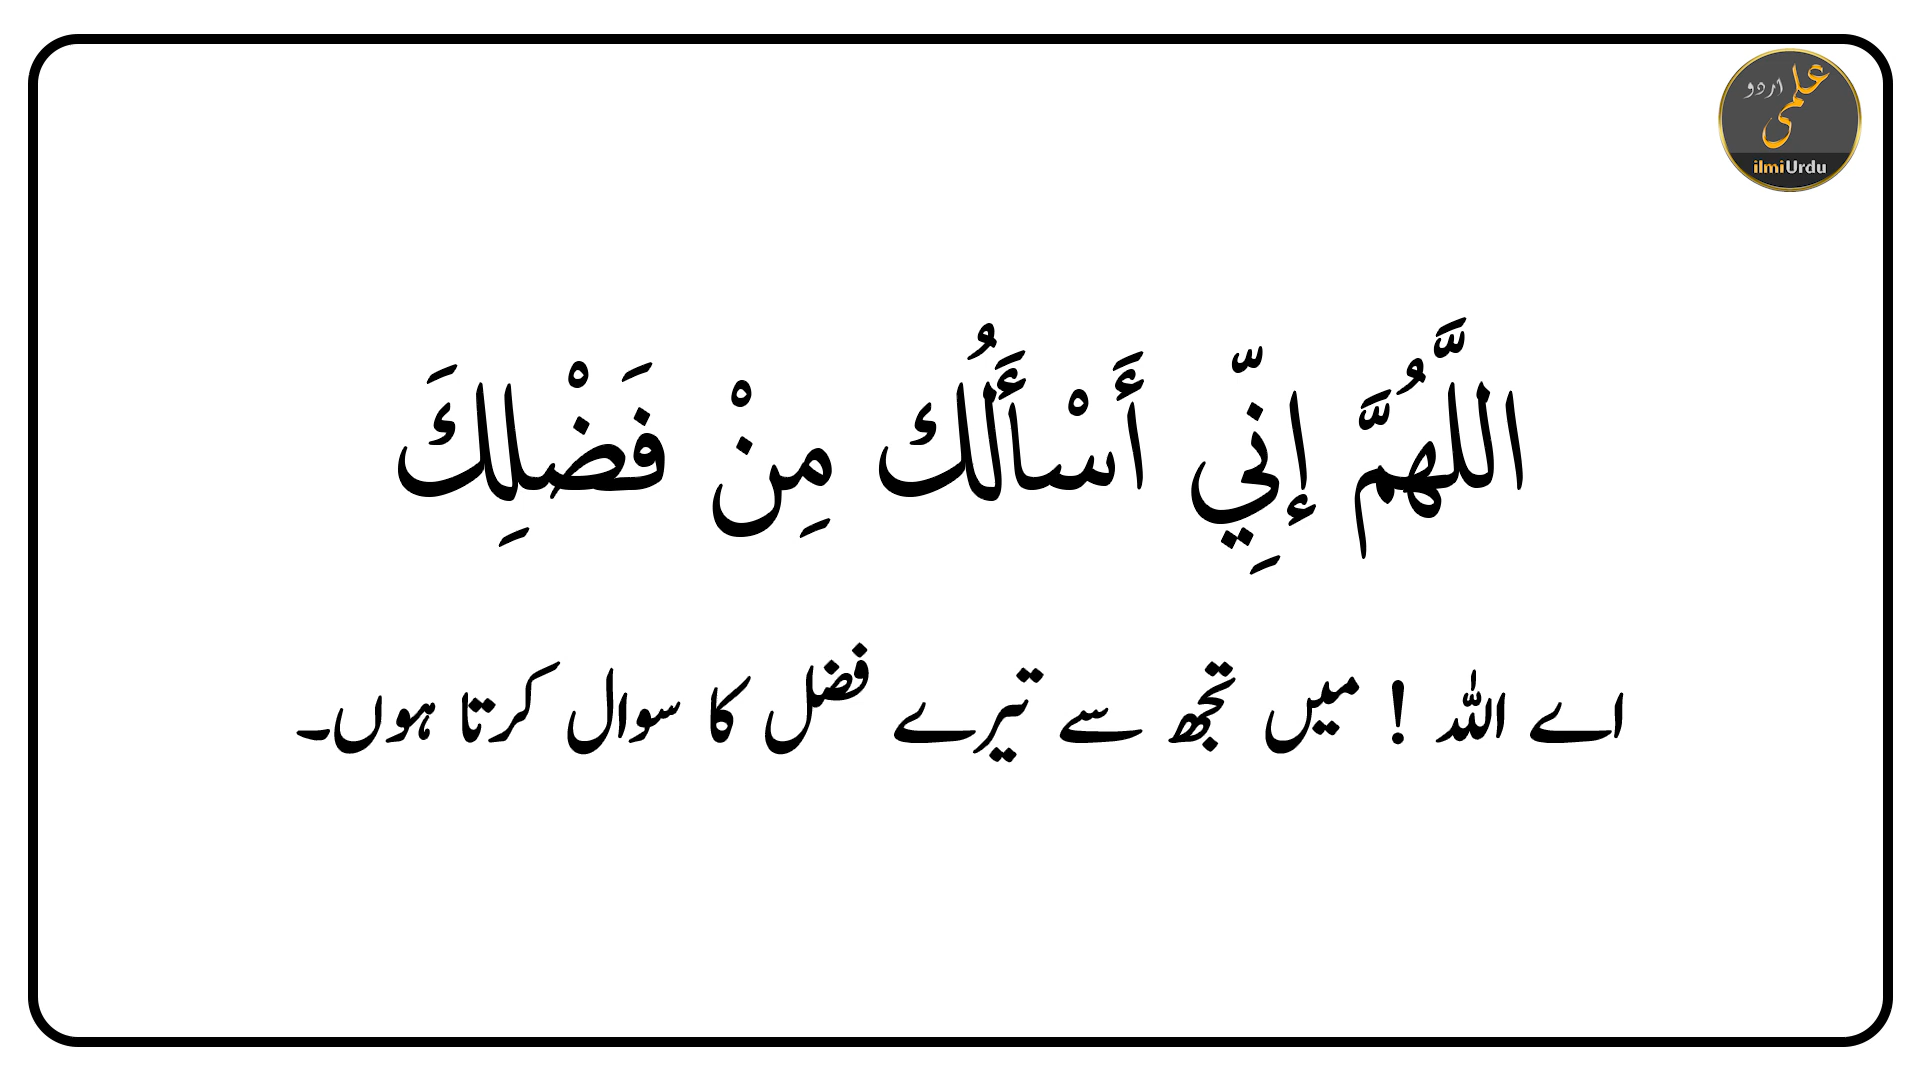 علمی اردو
ilmiUrdu
اللَّهُمَّ إِنِّي أَسْأَلُك مِنْ فَضْلِكَ
اے اللہ ! میں تجھ سے تیرے فضل کا سوال کرتا ہوں۔